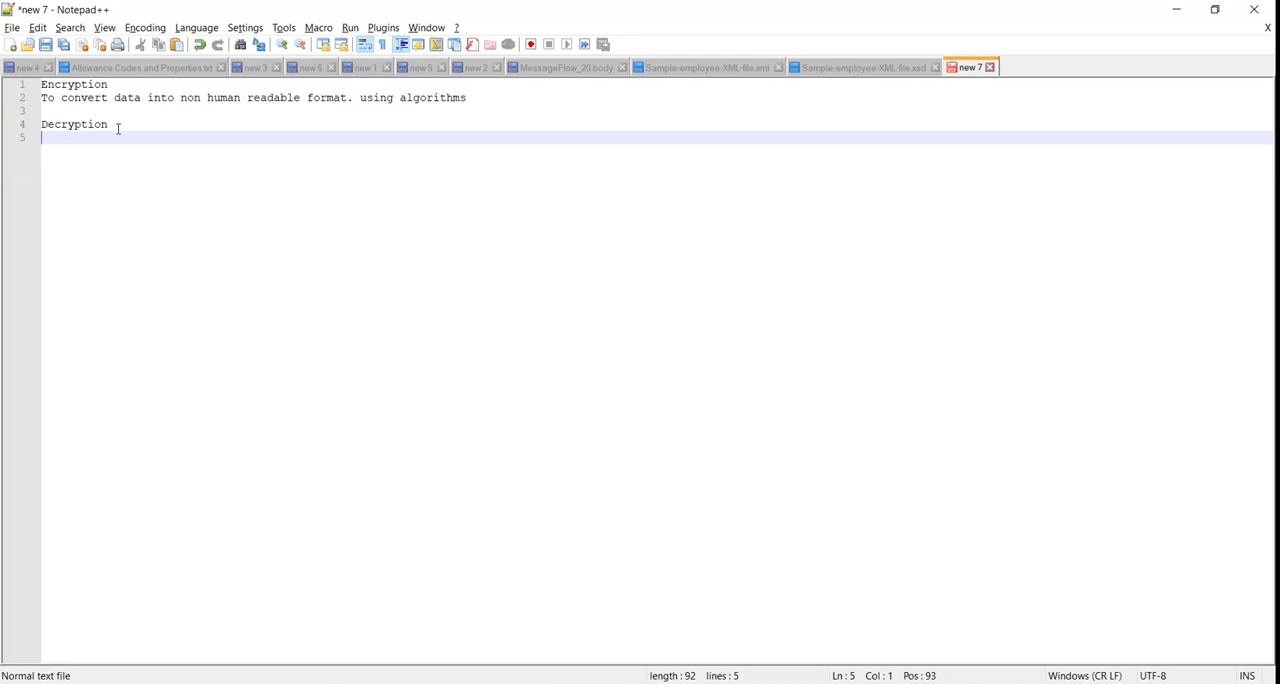 *new 7 - Notepad++
File Edit Search View Encoding Language Settings Tools Macro Run Plugins Window ? X
new 4 Allowance Codes and Properties.txt new 3 new 6 new 1 new 5 new 2 MessageFlow_20.body Sample-employee-XML-file.xml Sample-employee-XML-file.xsd new 7
1 Encryption
2 To convert data into non human readable format. using algorithms
3
4 Decryption
5
Normal text file length : 92 lines : 5 Ln : 5 Col : 1 Pos : 93 Windows (CR LF) UTF-8 INS